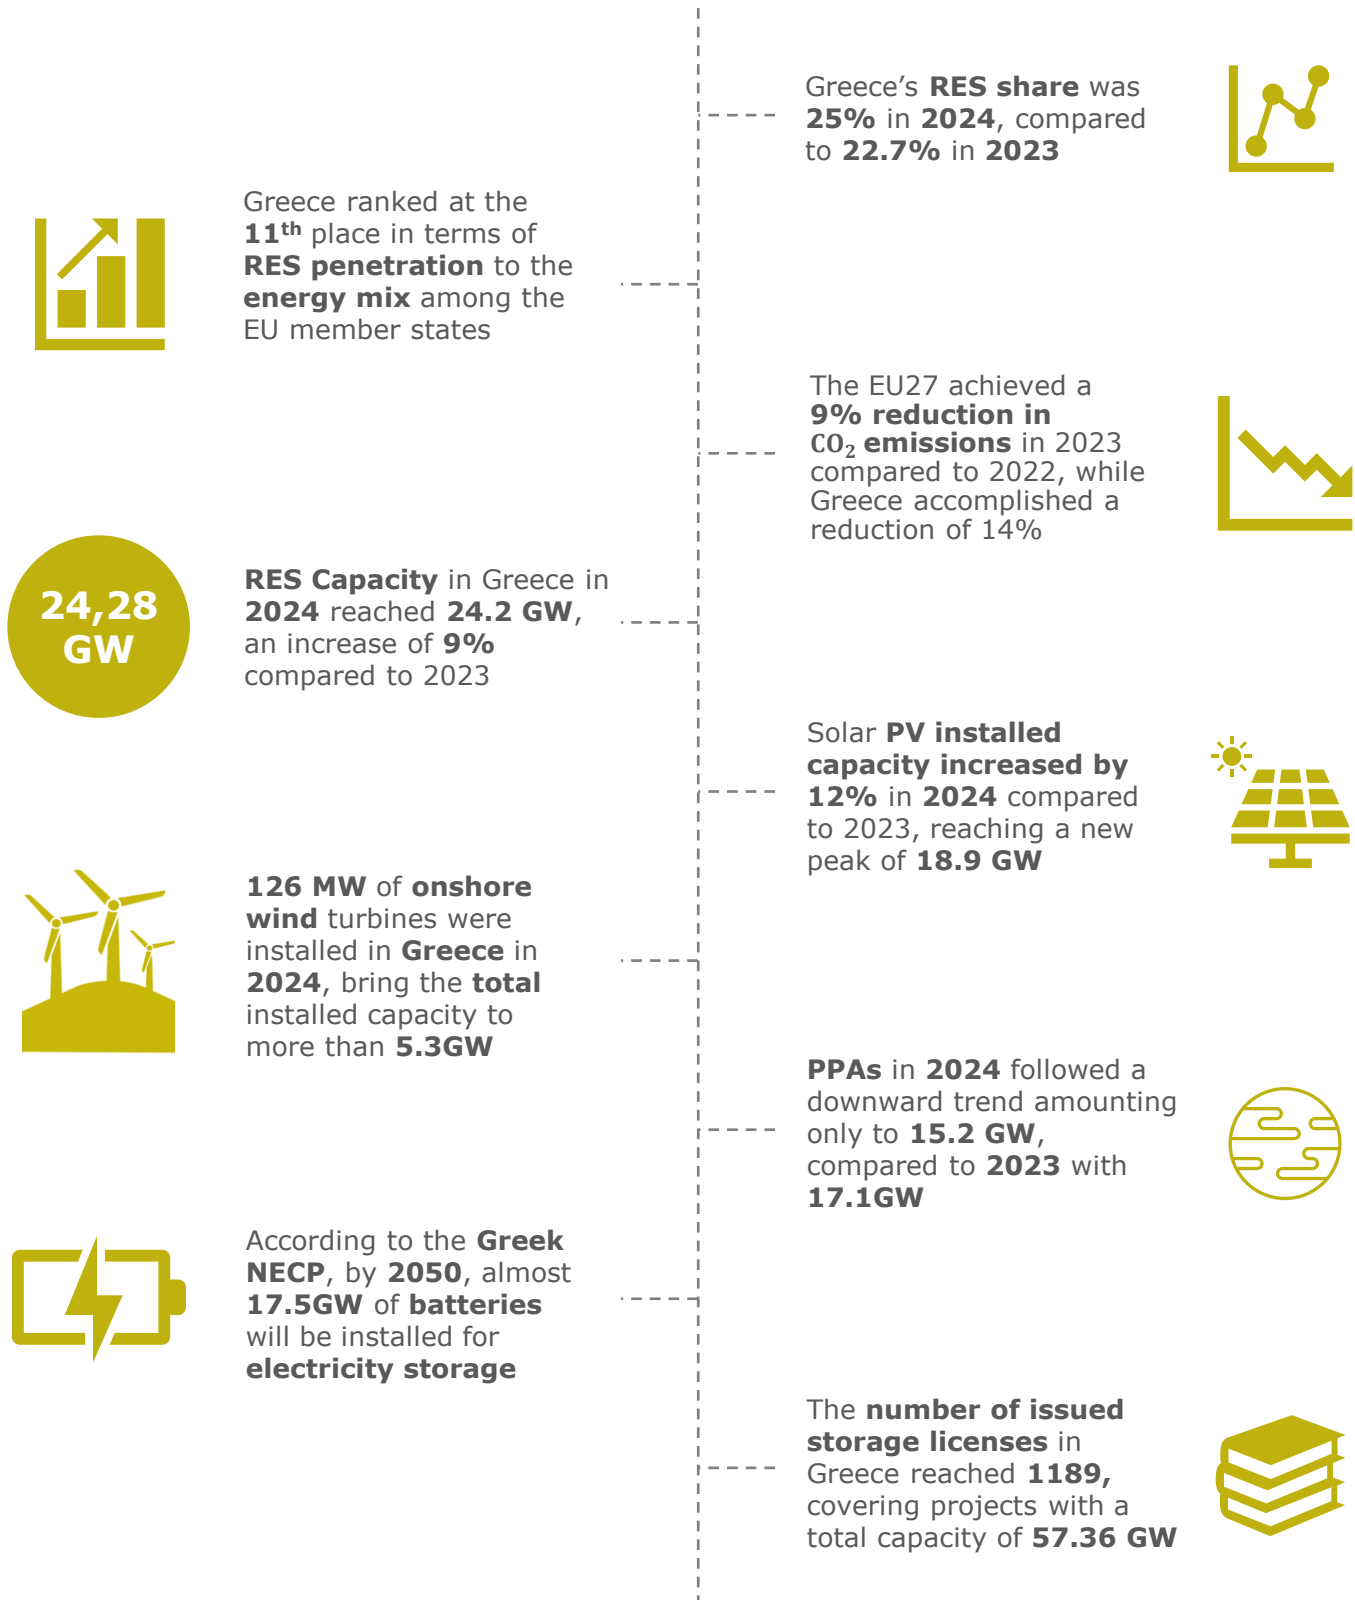 Greece's RES share was
25% in 2024, compared
to 22.7% in 2023
Greece ranked at the
11th place in terms of
RES penetration to the
energy mix among the
EU member states
The EU27 achieved a
9% reduction in
CO₂ emissions in 2023
compared to 2022, while
Greece accomplished a
reduction of 14%
24,28
GW
RES Capacity in Greece in
2024 reached 24.2 GW,
an increase of 9%
compared to 2023
Solar PV installed
capacity increased by
12% in 2024 compared
to 2023, reaching a new
peak of 18.9 GW
126 MW of onshore
wind turbines were
installed in Greece in
2024, bring the total
installed capacity to
more than 5.3GW
PPAs in 2024 followed a
downward trend amounting
only to 15.2 GW,
compared to 2023 with
17.1GW
According to the Greek
NECP, by 2050, almost
17.5GW of batteries
will be installed for
electricity storage
The number of issued
storage licenses in
Greece reached 1189,
covering projects with a
total capacity of 57.36 GW